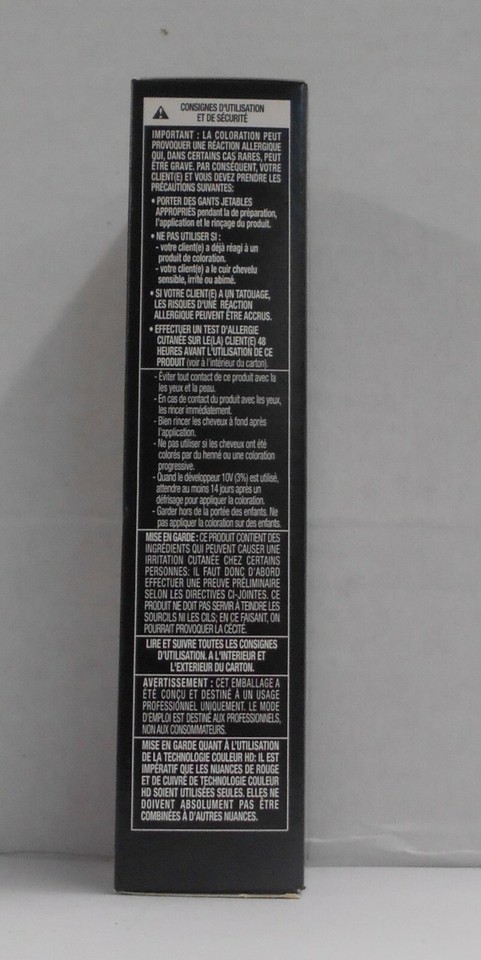 CONSIGNES D'UTILISATION
ET DE SÉCURITÉ
IMPORTANT : LA COLORATION PEUT
PROVOQUER UNE RÉACTION ALLERGIQUE
QUI, DANS CERTAINS CAS RARES, PEUT
ÊTRE GRAVE. PAR CONSÉQUENT, VOTRE
CLIENT(E) ET VOUS DEVEZ PRENDRE LES
PRÉCAUTIONS SUIVANTES:
• PORTER DES GANTS JETABLES
APPROPRIÉS pendant la de préparation,
l'application et le rinçage du produit.
• NE PAS UTILISER SI :
- votre client(e) a déjà réagi à un
produit de coloration.
- votre client(e) a le cuir chevelu
sensible, irrité ou abimé.
• SI VOTRE CLIENT(E) A UN TATOUAGE,
LES RISQUES D'UNE RÉACTION
ALLERGIQUE PEUVENT ÊTRE ACCRUS.
• EFFECTUER UN TEST D'ALLERGIE
CUTANÉE SUR LE(LA) CLIENT(E) 48
HEURES AVANT L'UTILISATION DE CE
PRODUIT (voir à l'intérieur du carton).
- Éviter tout contact de ce produit avec la
les yeux et la peau.
- En cas de contact du produit avec les yeux,
les rincer immédiatement.
- Bien rincer les cheveux à fond après
l'application.
- Ne pas utiliser si les cheveux ont été
colorés par du henné ou une coloration
progressive.
- Quand le développeur 10V (3%) est utilisé,
attendre au moins 14 jours après un
défrisage pour appliquer la coloration.
- Garder hors de la portée des enfants. Ne
pas appliquer la coloration sur des enfants.
MISE EN GARDE : CE PRODUIT CONTIENT DES
INGRÉDIENTS QUI PEUVENT CAUSER UNE
IRRITATION CUTANÉE CHEZ CERTAINS
PERSONNES: IL FAUT DONC D'ABORD
EFFECTUER UNE PREUVE PRÉLIMINAIRE
SELON LES DIRECTIVES CI-JOINTES. CE
PRODUIT NE DOIT PAS SERVIR À TEINDRE LES
SOURCILS NI LES CILS; EN CE FAISANT, ON
POURRAIT PROVOQUER LA CÉCITÉ.
LIRE ET SUIVRE TOUTES LES CONSIGNES
D'UTILISATION. A L'INTERIEUR ET
L'EXTERIEUR DU CARTON.
AVERTISSEMENT : CET EMBALLAGE A
ÉTÉ CONÇU ET DESTINÉ À UN USAGE
PROFESSIONNEL UNIQUEMENT. LE MODE
D'EMPLOI EST DESTINÉ AUX PROFESSIONNELS,
NON AUX CONSOMMATEURS.
MISE EN GARDE QUANT À L'UTILISATION
DE LA TECHNOLOGIE COULEUR HD: IL EST
IMPÉRATIF QUE LES NUANCES DE ROUGE
ET DE CUIVRÉ DE TECHNOLOGIE COULEUR
HD SOIENT UTILISÉES SEULES. ELLES NE
DOIVENT ABSOLUMENT PAS ÊTRE
COMBINÉES À D'AUTRES NUANCES.